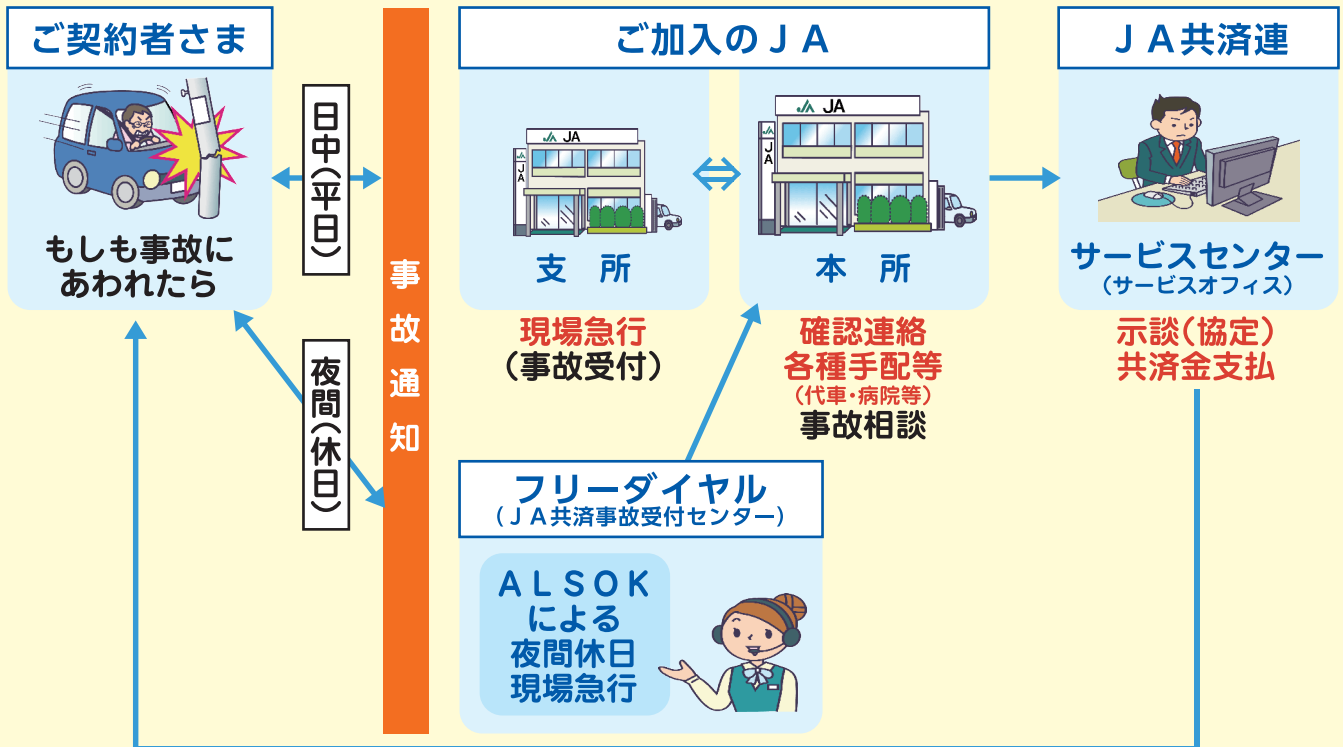 ご契約者さま
もしも事故に
あわれたら
日中(平日)
夜間(休日)
事故通知
ご加入のJA
JA
JA
支所
現場急行
(事故受付)
JA
JA
本所
確認連絡
各種手配等
(代車・病院等)
事故相談
JA共済連
サービスセンター
(サービスオフィス)
示談(協定)
共済金支払
フリーダイヤル
(JA共済事故受付センター)
ALSOK
による
夜間休日
現場急行